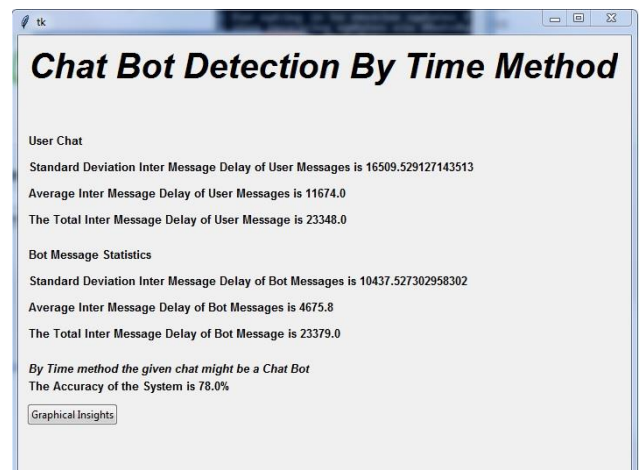 tk
Chat Bot Detection By Time Method
User Chat
Standard Deviation Inter Message Delay of User Messages is 16509.529127143513
Average Inter Message Delay of User Messages is 11674.0
The Total Inter Message Delay of User Message is 23348.0
Bot Message Statistics
Standard Deviation Inter Message Delay of Bot Messages is 10437.527302958302
Average Inter Message Delay of Bot Messages is 4675.8
The Total Inter Message Delay of Bot Message is 23379.0
By Time method the given chat might be a Chat Bot
The Accuracy of the System is 78.0%
Graphical Insights